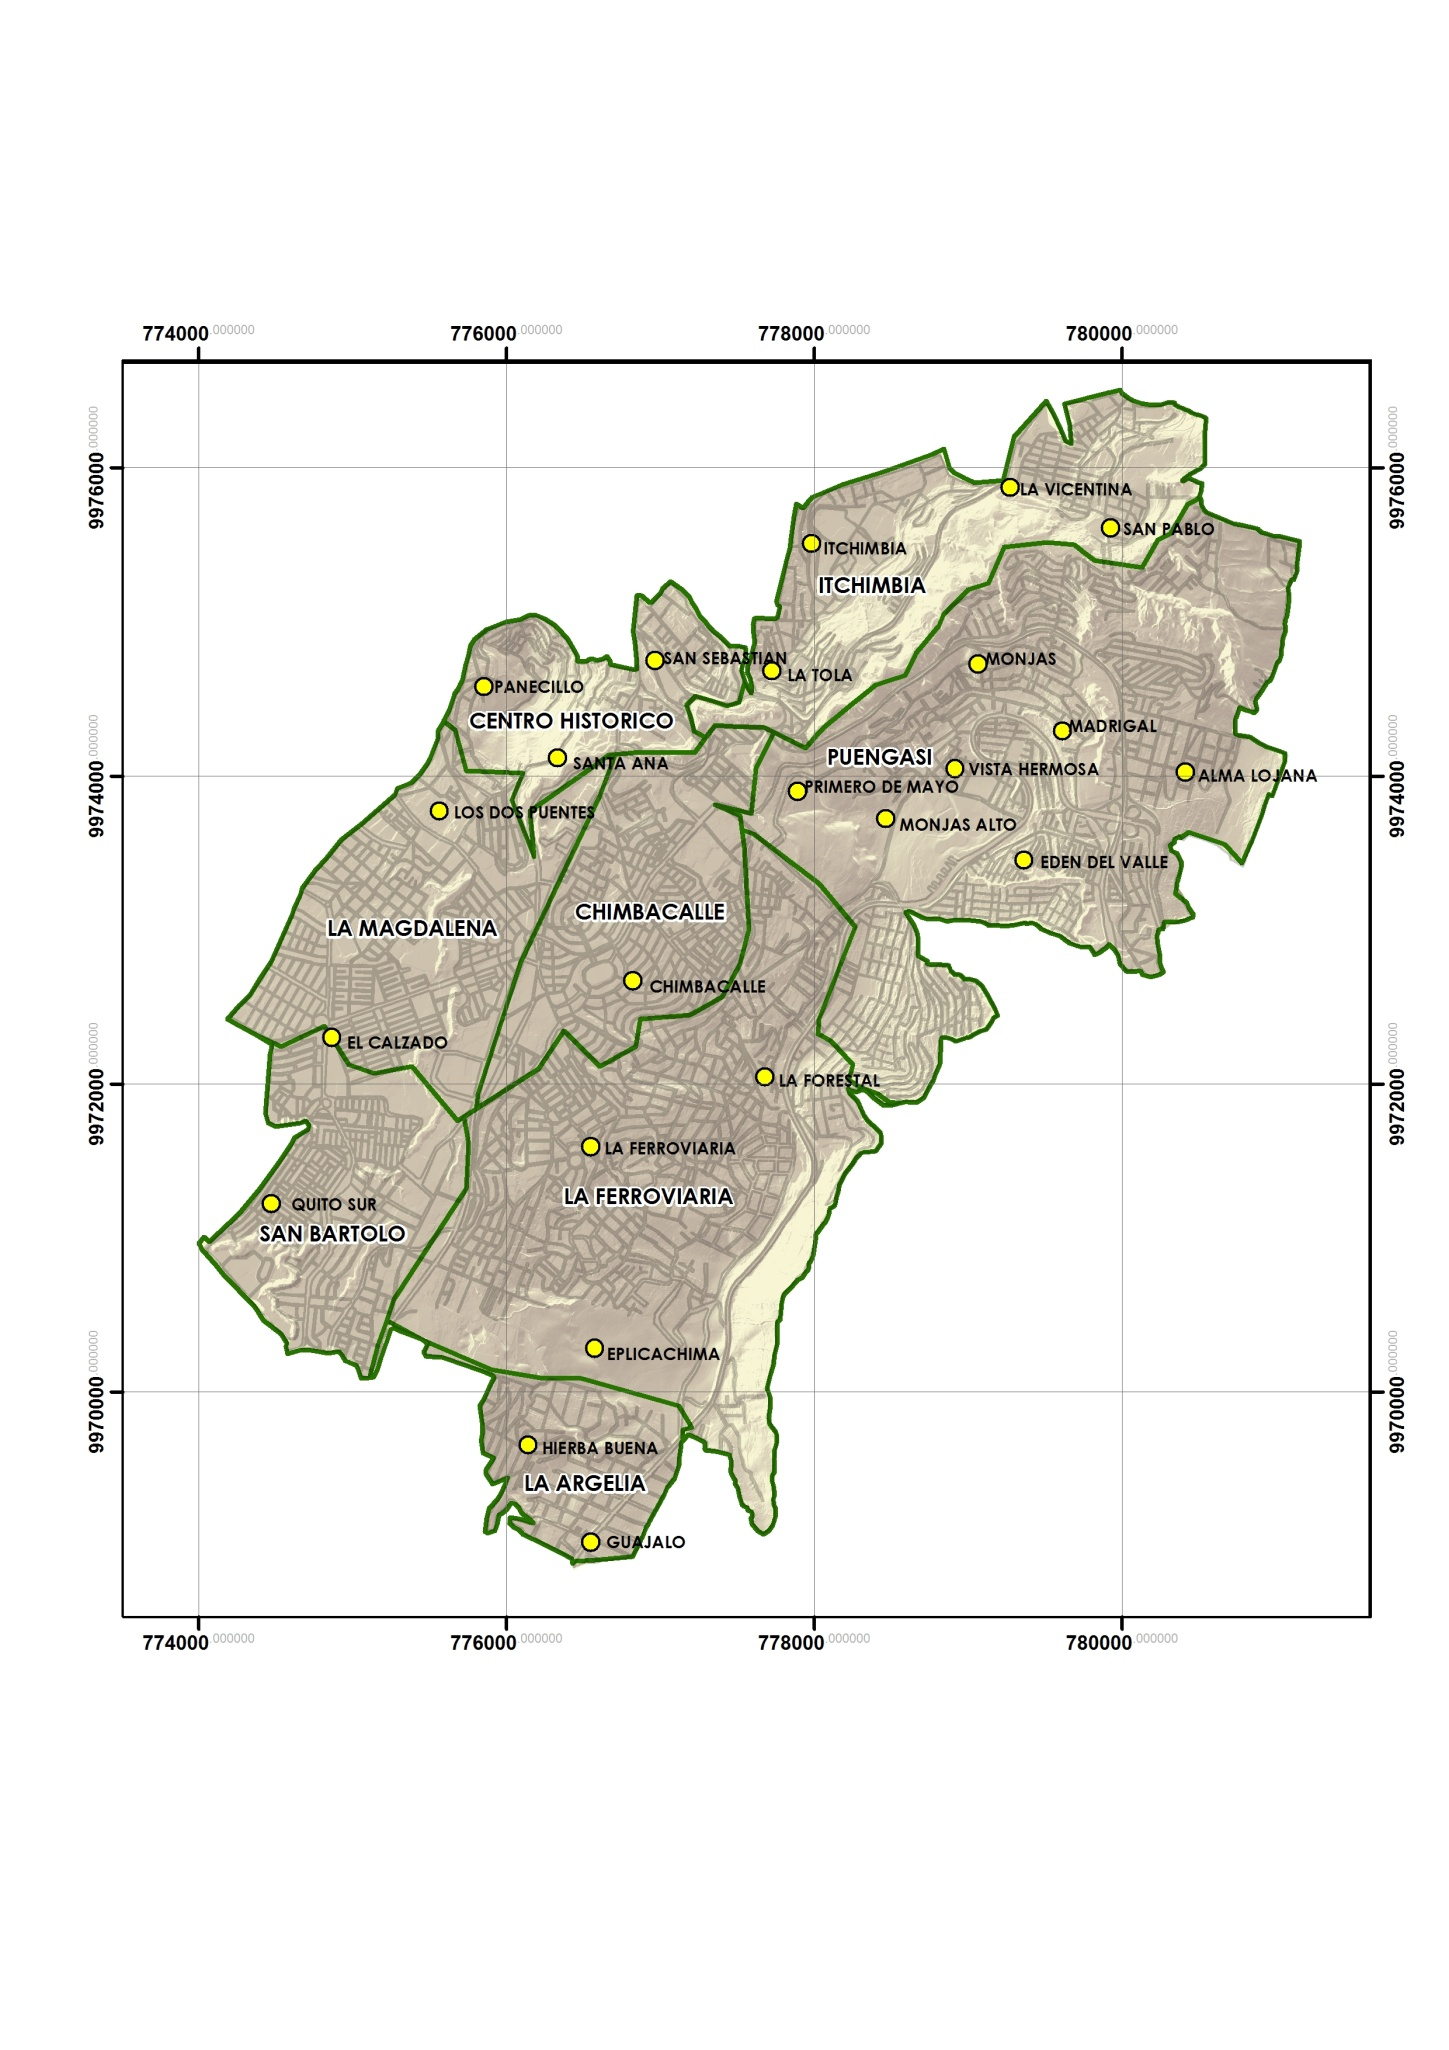 774000.000000 776000.000000 778000.000000 780000.000000
9976000.000000
9976000.000000
LA VICENTINA
SAN PABLO
ITCHIMBIA
ITCHIMBIA
SAN SEBASTIAN
MONJAS
LA TOLA
PANECILLO
CENTRO HISTORICO
MADRIGAL
PUENGASI
SANTA ANA
VISTA HERMOSA
ALMA LOJANA
9974000.000000
9974000.000000
PRIMERO DE MAYO
LOS DOS PUENTES
MONJAS ALTO
EDEN DEL VALLE
CHIMBACALLE
LA MAGDALENA
CHIMBACALLE
EL CALZADO
LA FORESTAL
9972000.000000
9972000.000000
LA FERROVIARIA
LA FERROVIARIA
QUITO SUR
SAN BARTOLO
EPLICACHIMA
9970000.000000
9970000.000000
HIERBA BUENA
LA ARGELIA
GUAJALO
774000.000000 776000.000000 778000.000000 780000.000000